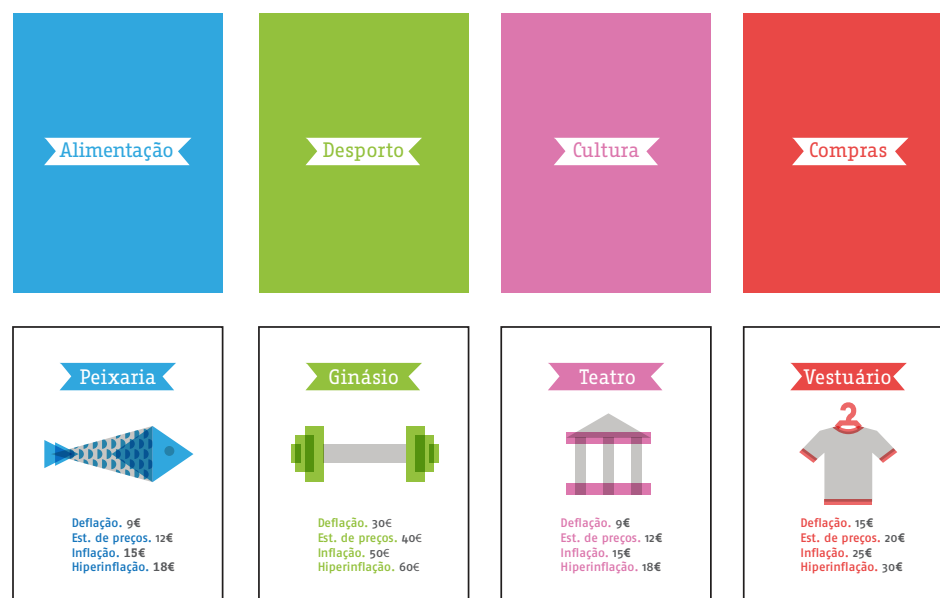 Alimentação
Desporto
Cultura
Compras
Peixaria
Deflação. 9€
Est. de preços. 12€
Inflação. 15€
Hiperinflação. 18€
Ginásio
Deflação. 30€
Est. de preços. 40€
Inflação. 50€
Hiperinflação. 60€
Teatro
Deflação. 9€
Est. de preços. 12€
Inflação. 15€
Hiperinflação. 18€
Vestuário
Deflação. 15€
Est. de preços. 20€
Inflação. 25€
Hiperinflação. 30€